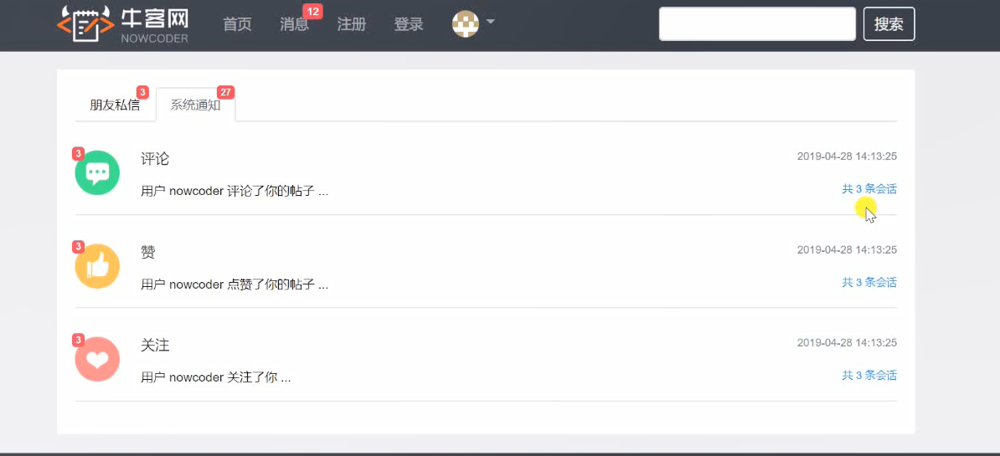 牛客网
NOWCODER
首页
消息
12
注册
登录
搜索
朋友私信
3
系统通知
27
3
评论
2019-04-28 14:13:25
用户 nowcoder 评论了你的帖子 ...
共 3 条会话
3
赞
2019-04-28 14:13:25
用户 nowcoder 点赞了你的帖子 ...
共 3 条会话
3
关注
2019-04-28 14:13:25
用户 nowcoder 关注了你 ...
共 3 条会话